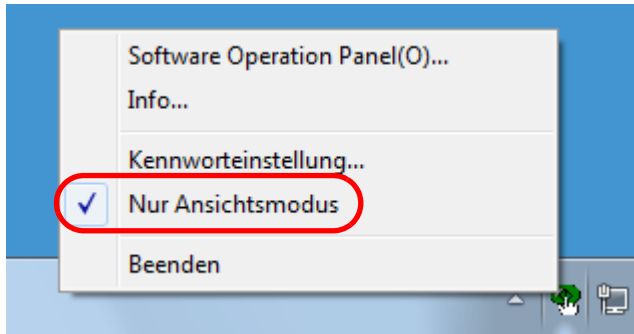 Software Operation Panel(O)...
Info...
Kennworteinstellung...
Nur Ansichtsmodus
Beenden